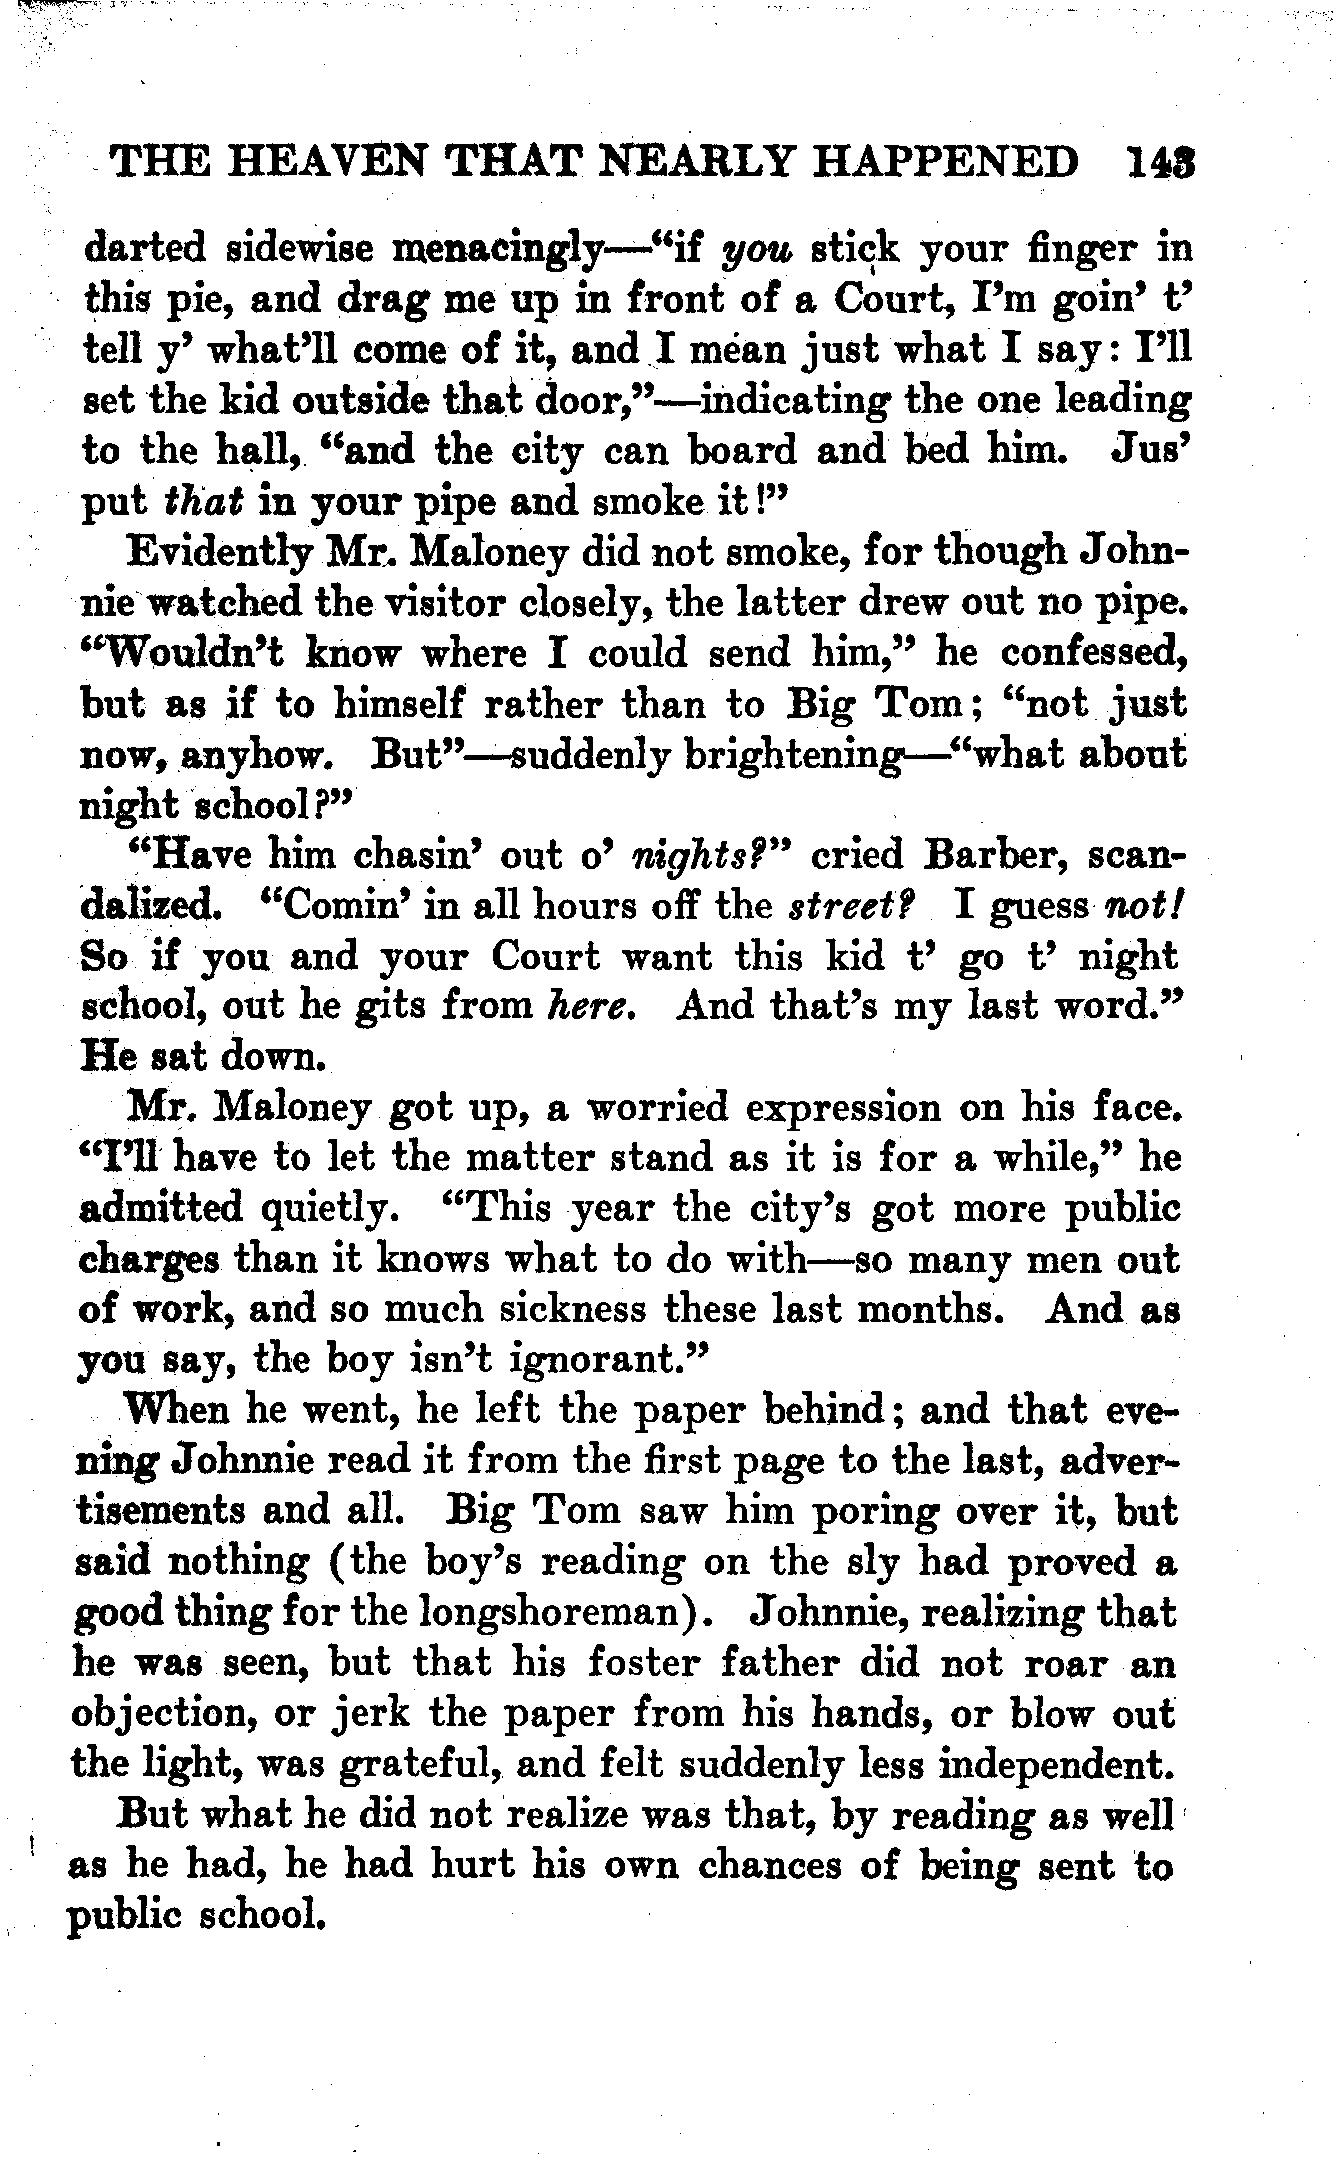 THE HEAVEN THAT NEARLY HAPPENED 143
darted sidewise menacingly—“if you stick your finger in
this pie, and drag me up in front of a Court, I’m goin’ t’
tell y’ what’ll come of it, and I mean just what I say: I’ll
set the kid outside that door,”—indicating the one leading
to the hall, “and the city can board and bed him. Jus’
put that in your pipe and smoke it!”
Evidently Mr. Maloney did not smoke, for though John-
nie watched the visitor closely, the latter drew out no pipe.
“Wouldn’t know where I could send him,” he confessed,
but as if to himself rather than to Big Tom; “not just
now, anyhow. But”—suddenly brightening—“what about
night school?”
“Have him chasin’ out o’ nights?” cried Barber, scan-
dalized. “Comin’ in all hours off the street? I guess not!
So if you and your Court want this kid t’ go t’ night
school, out he gits from here. And that’s my last word.”
He sat down.
Mr. Maloney got up, a worried expression on his face.
“I’ll have to let the matter stand as it is for a while,” he
admitted quietly. “This year the city’s got more public
charges than it knows what to do with—so many men out
of work, and so much sickness these last months. And as
you say, the boy isn’t ignorant.”
When he went, he left the paper behind; and that eve-
ning Johnnie read it from the first page to the last, adver-
tisements and all. Big Tom saw him poring over it, but
said nothing (the boy’s reading on the sly had proved a
good thing for the longshoreman). Johnnie, realizing that
he was seen, but that his foster father did not roar an
objection, or jerk the paper from his hands, or blow out
the light, was grateful, and felt suddenly less independent.
But what he did not realize was that, by reading as well
as he had, he had hurt his own chances of being sent to
public school.